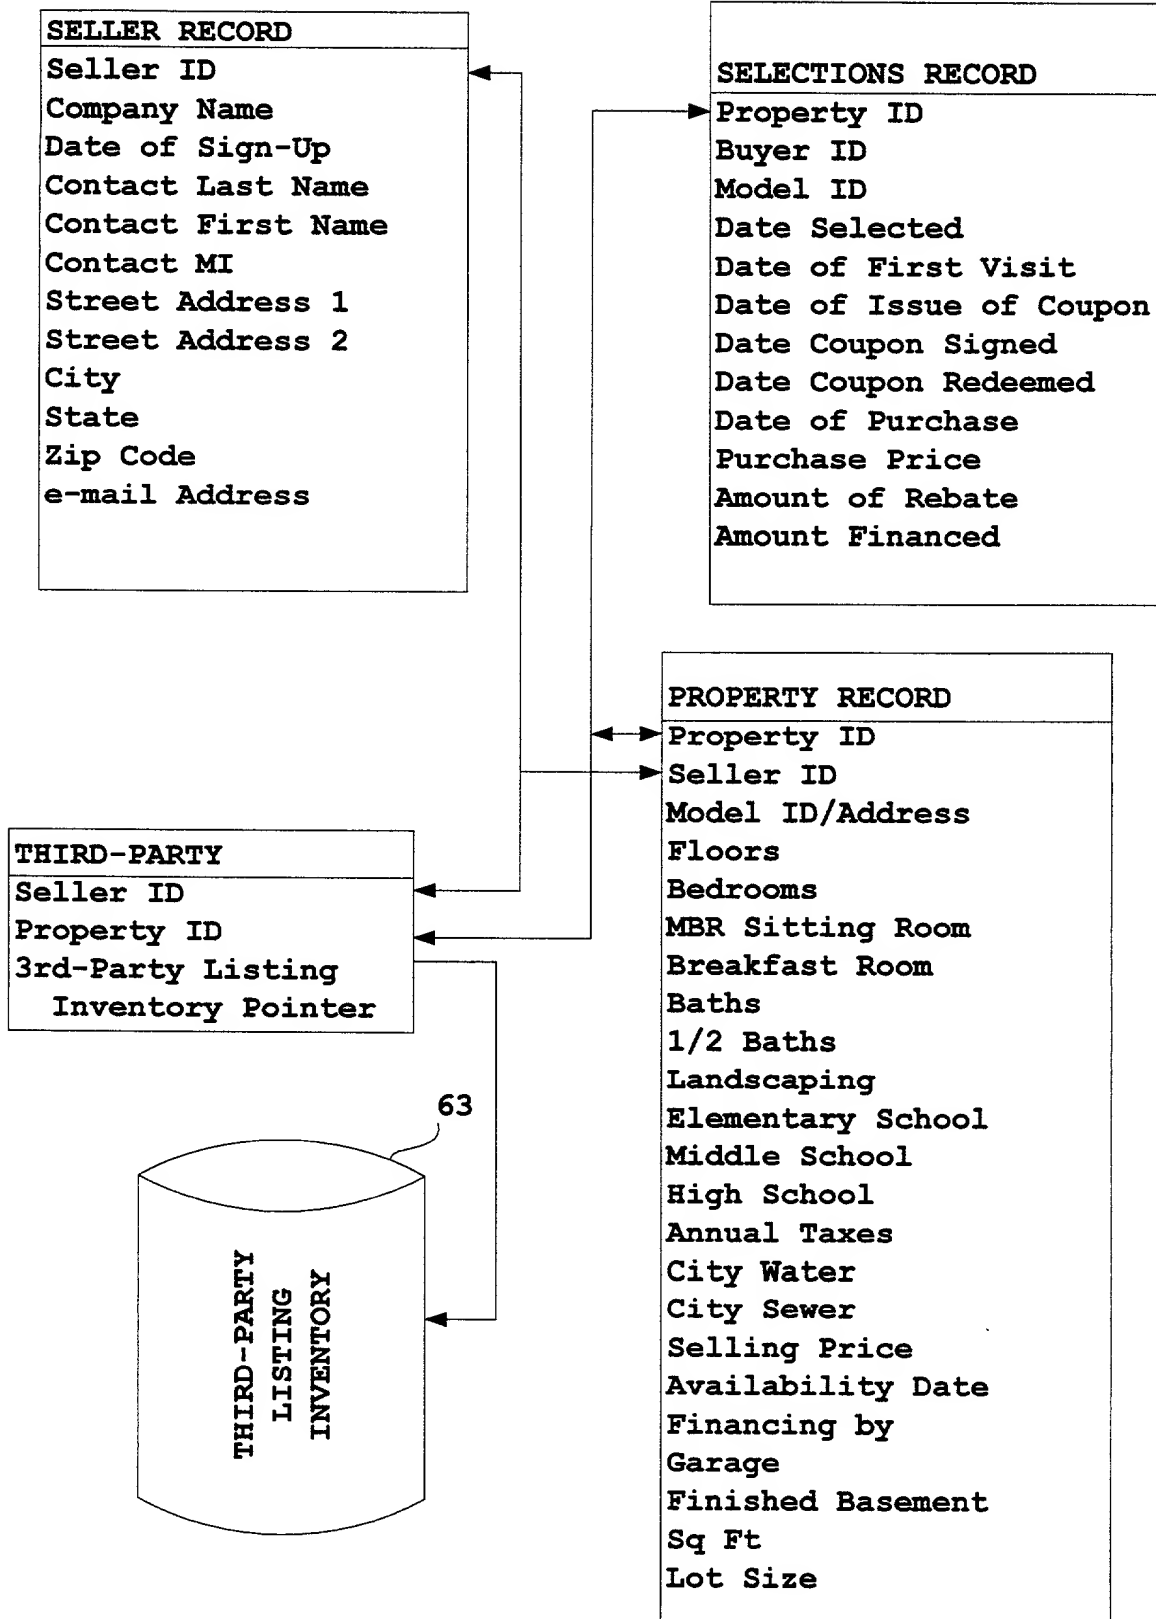 SELLER RECORD
Seller ID
Company Name
Date of Sign-Up
Contact Last Name
Contact First Name
Contact MI
Street Address 1
Street Address 2
City
State
Zip Code
e-mail Address
SELECTIONS RECORD
Property ID
Buyer ID
Model ID
Date Selected
Date of First Visit
Date of Issue of Coupon
Date Coupon Signed
Date Coupon Redeemed
Date of Purchase
Purchase Price
Amount of Rebate
Amount Financed
THIRD-PARTY
Seller ID
Property ID
3rd-Party Listing
Inventory Pointer
63
THIRD-PARTY
LISTING
INVENTORY
PROPERTY RECORD
Property ID
Seller ID
Model ID/Address
Floors
Bedrooms
MBR Sitting Room
Breakfast Room
Baths
1/2 Baths
Landscaping
Elementary School
Middle School
High School
Annual Taxes
City Water
City Sewer
Selling Price
Availability Date
Financing by
Garage
Finished Basement
Sq Ft
Lot Size